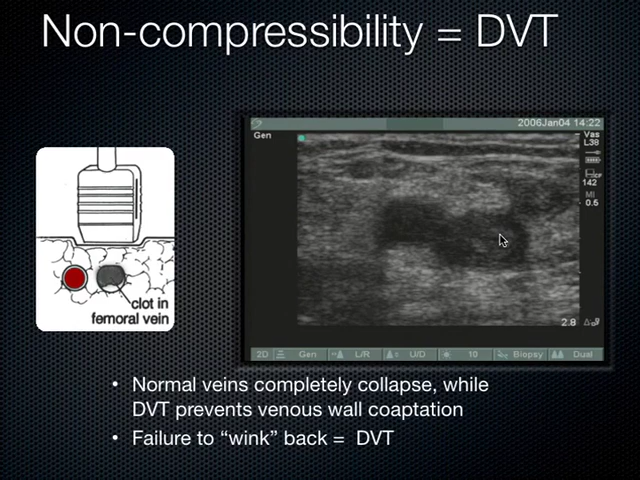 Non-compressibility = DVT
2006Jan04 14:22
Gen
Vas
L38
142
MI
0.5
clot in
femoral vein
2.8
2D Gen L/R U/D 10 Biopsy Dual
• Normal veins completely collapse, while
DVT prevents venous wall coaptation
• Failure to “wink” back = DVT